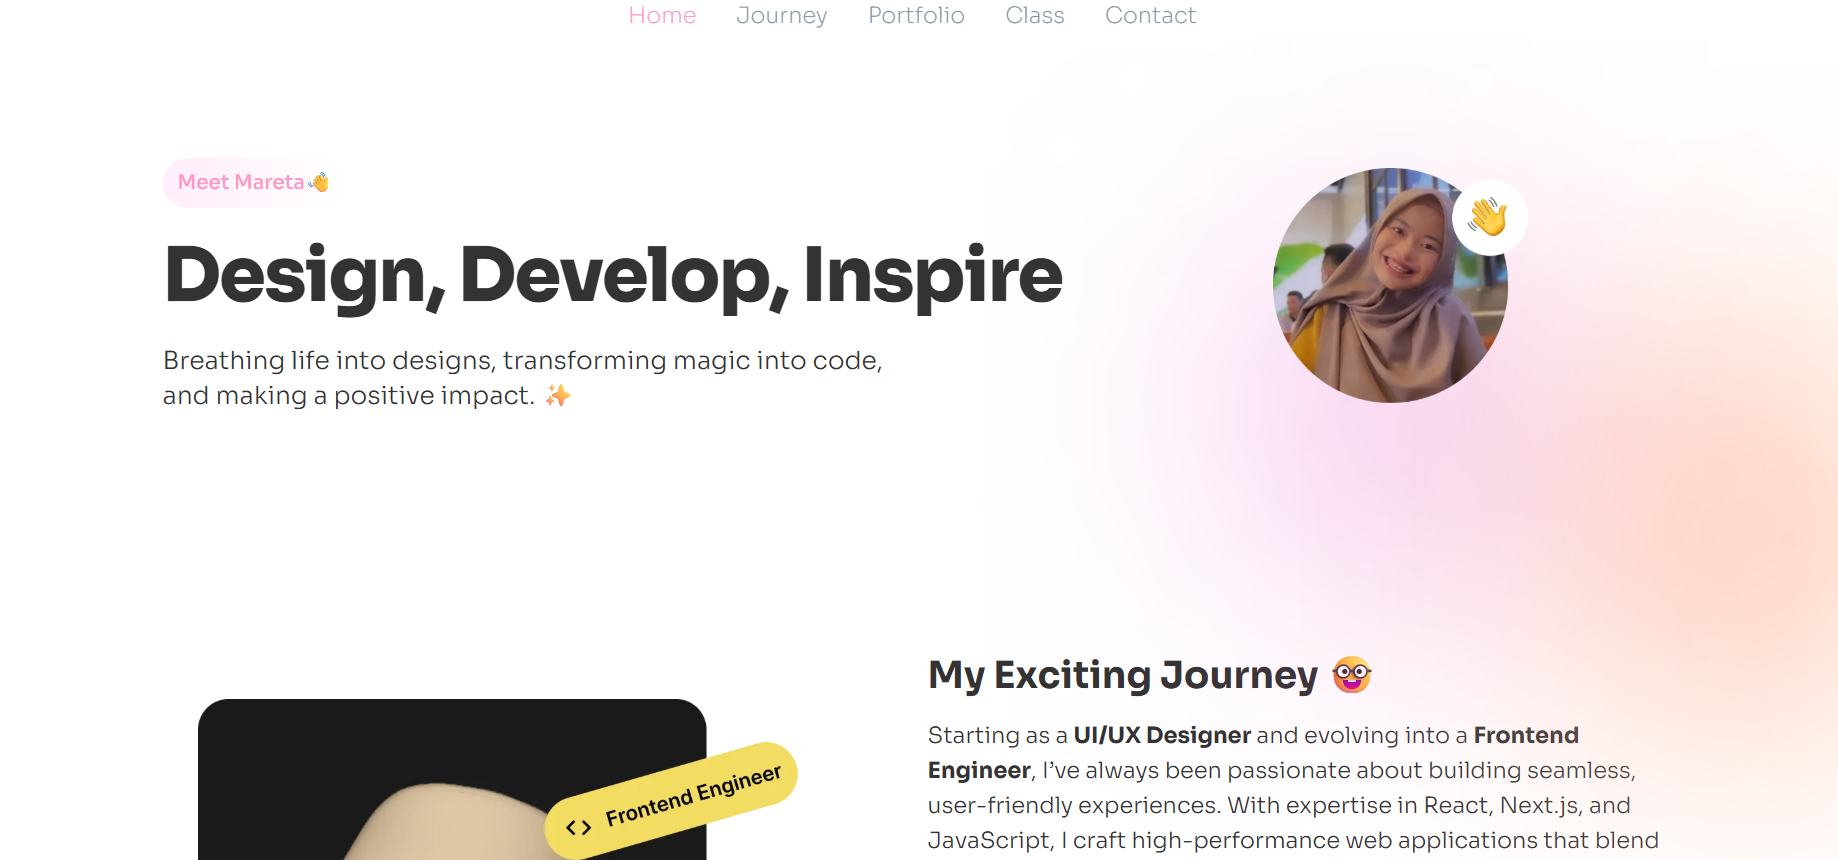 Home Journey Portfolio Class Contact
Meet Mareta👋
Design, Develop, Inspire
Breathing life into designs, transforming magic into code,
and making a positive impact. ✨
My Exciting Journey 🤓
Starting as a UI/UX Designer and evolving into a Frontend
Engineer, I’ve always been passionate about building seamless,
user-friendly experiences. With expertise in React, Next.js, and
JavaScript, I craft high-performance web applications that blend
<> Frontend Engineer